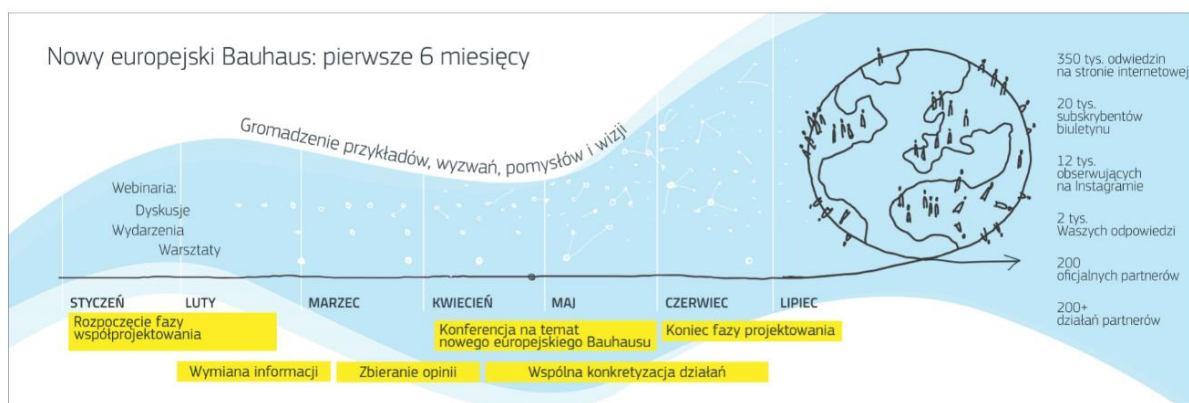 Nowy europejski Bauhaus: pierwsze 6 miesięcy
Gromadzenie przykładów, wyzwań, pomysłów i wizji
Webinaria:
Dyskusje
Wydarzenia
Warsztaty
STYCZEŃ
LUTY
MARZEC
KWIECIEŃ
MAJ
CZERWIEC
LIPIEC
Rozpoczęcie fazy
współprojektowania
Konferencja na temat
nowego europejskiego Bauhausu
Koniec fazy projektowania
Wymiana informacji
Zbieranie opinii
Wspólna konkretyzacja działań
350 tys. odwiedzin
na stronie internetowej
20 tys.
subskrybentów
biuletynu
12 tys.
obserwujących
na Instagramie
2 tys.
Waszych odpowiedzi
200
oficjalnych partnerów
200+
działań partnerów